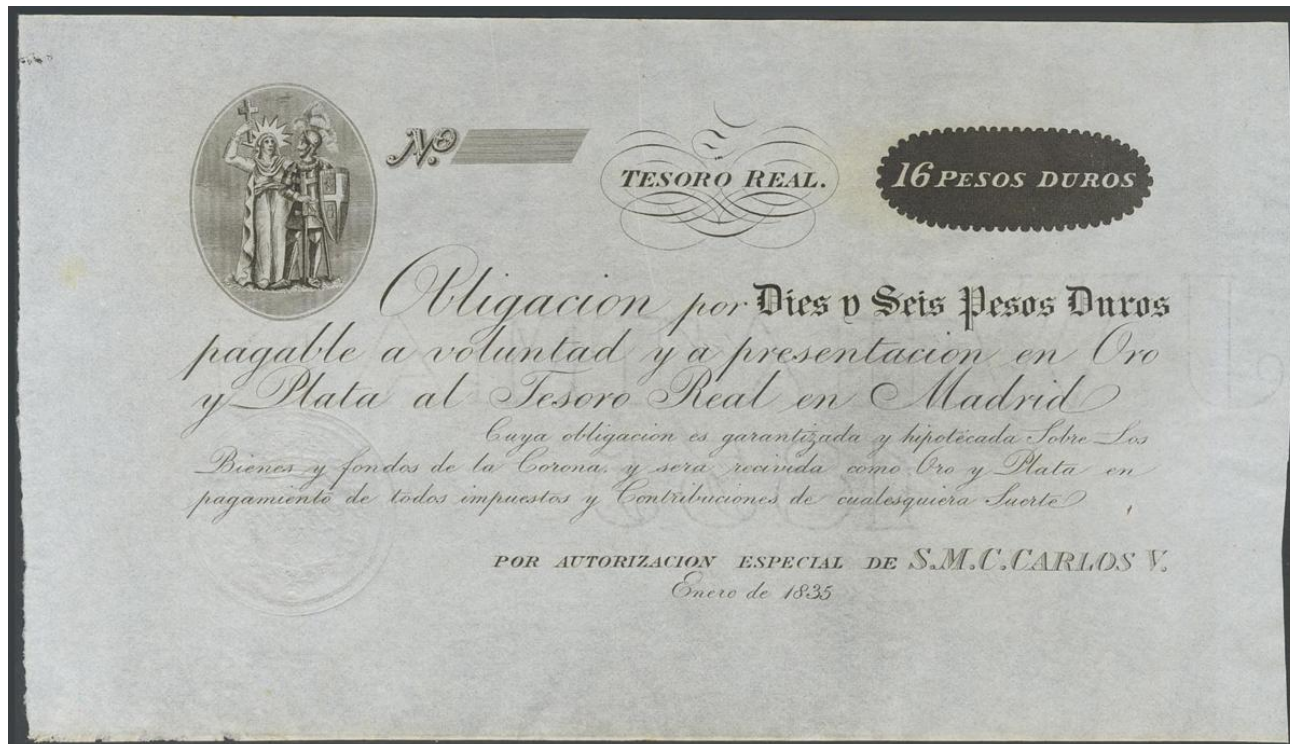 Nº
TESORO REAL.
16 PESOS DUROS
Obligacion por Dies y Seis Pesos Duros
pagable a voluntad y a presentacion en Oro
y Plata al Tesoro Real en Madrid
Cuya obligacion es garantizada y hipotecada Sobre Los
Bienes y fondos de la Corona, y sera recivida como Oro y Plata en
pagamiento de todos impuestos y Contribuciones de cualesquiera Suerte
POR AUTORIZACION ESPECIAL DE S.M.C. CARLOS V.
Enero de 1835